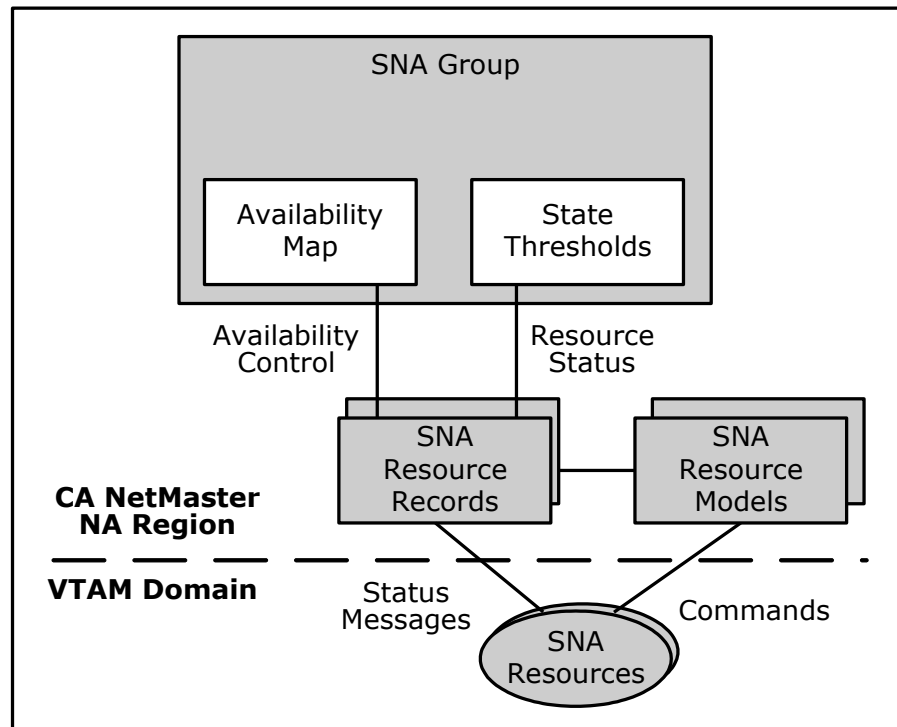 SNA Group
Availability
Map
State
Thresholds
Availability
Control
Resource
Status
SNA
Resource
Records
SNA
Resource
Models
CA NetMaster
NA Region
VTAM Domain
Status
Messages
Commands
SNA
Resources